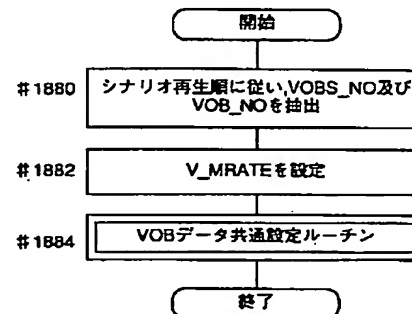 開始
#1880
シナリオ再生順に従い,VOBS_NO及び
VOB_NOを抽出
#1882
V_MRATEを設定
#1884
VOBデータ共通設定ルーチン
終了